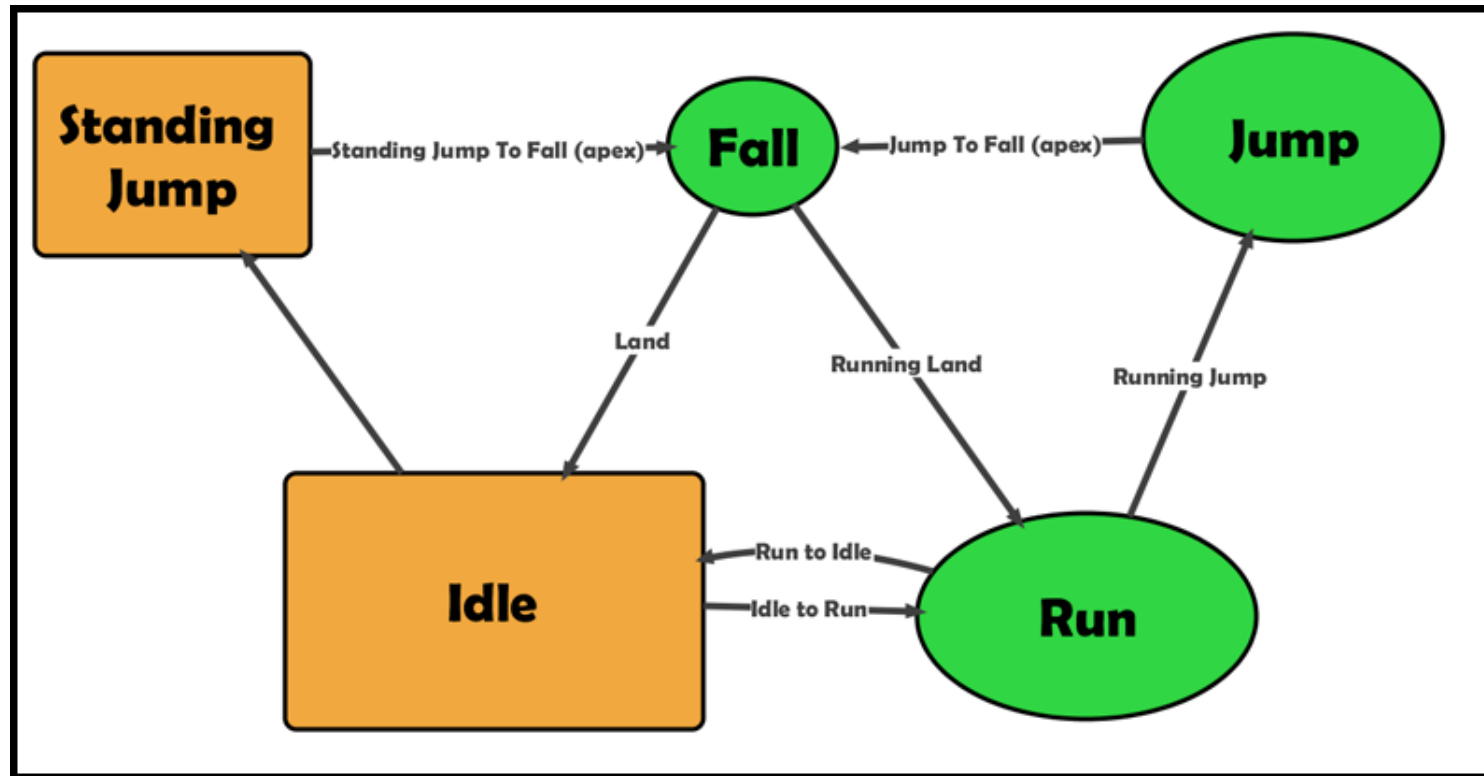 Standing
Jump
Standing Jump To Fall (apex)
Fall
Jump To Fall (apex)
Jump
Land
Running Land
Running Jump
Run to Idle
Idle
Idle to Run
Run